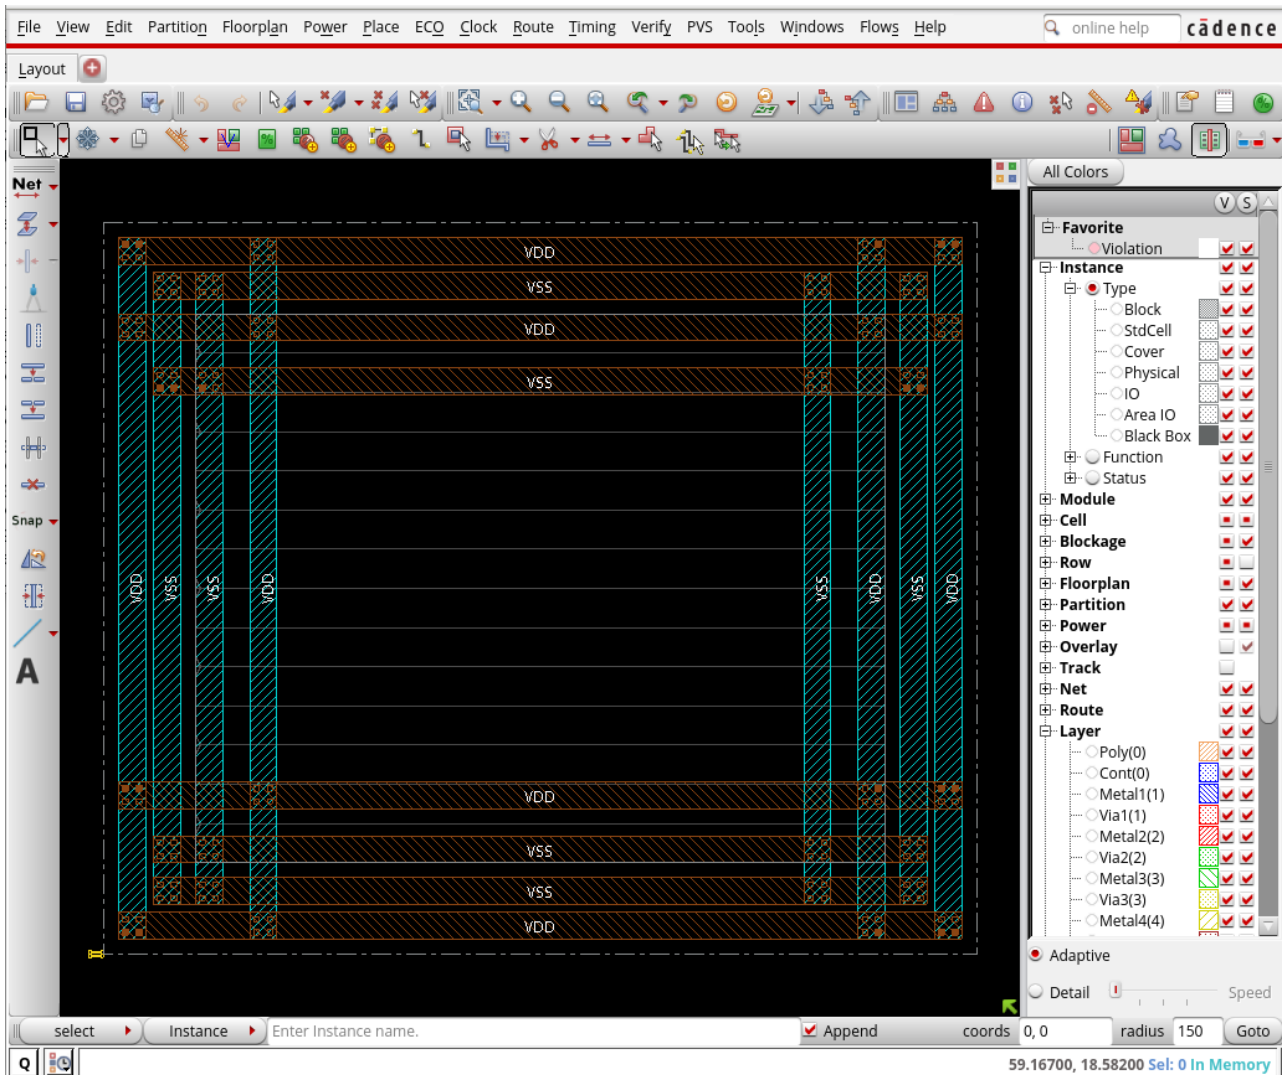 File View Edit Partition Floorplan Power Place ECO Clock Route Timing Verify PVS Tools Windows Flows Help online help cādence
Layout
Net
Snap
A
VDD
VSS
VDD
VSS
VDD VSS VSS VDD VSS VDD VSS VDD
VDD
VSS
VSS
VDD
All Colors
V S
Favorite
Violation
Instance
Type
Block
StdCell
Cover
Physical
IO
Area IO
Black Box
Function
Status
Module
Cell
Blockage
Row
Floorplan
Partition
Power
Overlay
Track
Net
Route
Layer
Poly(0)
Cont(0)
Metal1(1)
Via1(1)
Metal2(2)
Via2(2)
Metal3(3)
Via3(3)
Metal4(4)
Adaptive
Detail Speed
select Instance Enter Instance name. Append coords 0, 0 radius 150 Goto
Q 59.16700, 18.58200 Sel: 0 In Memory